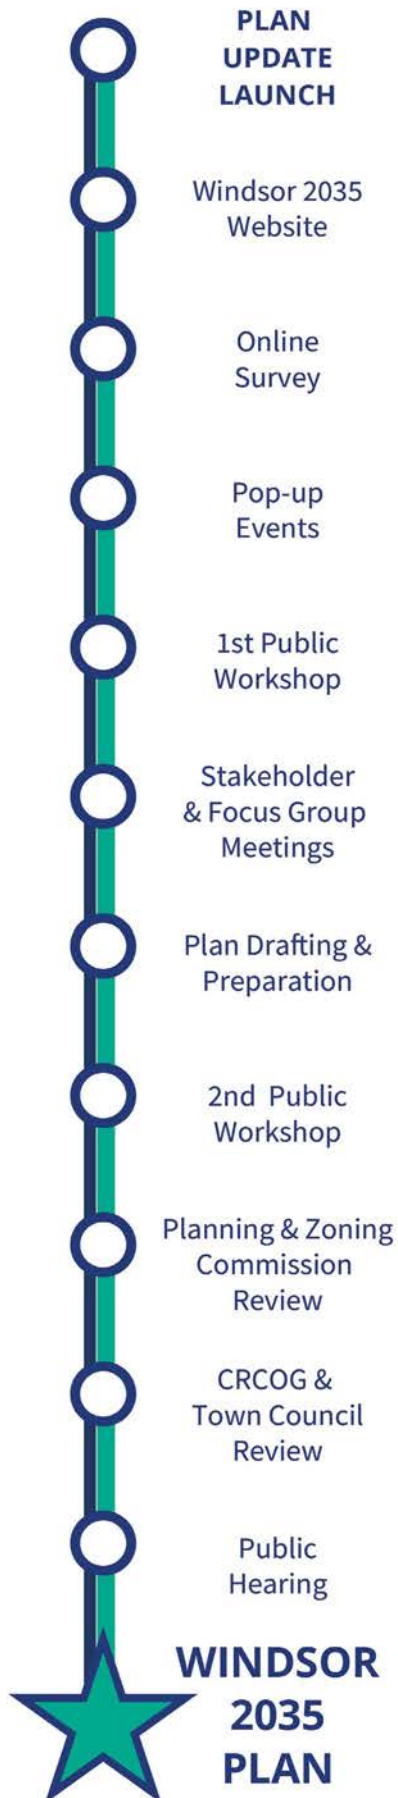 PLAN
UPDATE
LAUNCH
Windsor 2035
Website
Online
Survey
Pop-up
Events
1st Public
Workshop
Stakeholder
& Focus Group
Meetings
Plan Drafting &
Preparation
2nd Public
Workshop
Planning & Zoning
Commission
Review
CRCOG &
Town Council
Review
Public
Hearing
WINDSOR
2035
PLAN